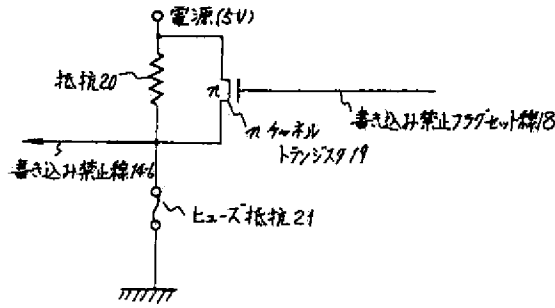 電源(5V)
抵抗20
n
nチャネル
トランジスタ19
書き込み禁止フラグセット線18
書き込み禁止線146
ヒューズ抵抗21